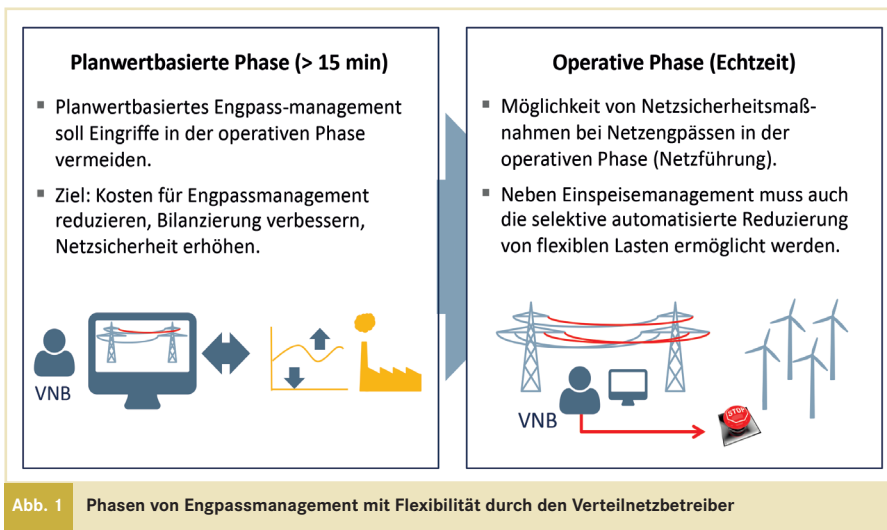 Planwertbasierte Phase (> 15 min)
▪ Planwertbasiertes Engpass-management
soll Eingriffe in der operativen Phase
vermeiden.
▪ Ziel: Kosten für Engpassmanagement
reduzieren, Bilanzierung verbessern,
Netzsicherheit erhöhen.
VNB
Operative Phase (Echtzeit)
▪ Möglichkeit von Netzsicherheitsmaß-
nahmen bei Netzengpässen in der
operativen Phase (Netzführung).
▪ Neben Einspeisemanagement muss auch
die selektive automatisierte Reduzierung
von flexiblen Lasten ermöglicht werden.
VNB
STOP
Abb. 1 Phasen von Engpassmanagement mit Flexibilität durch den Verteilnetzbetreiber